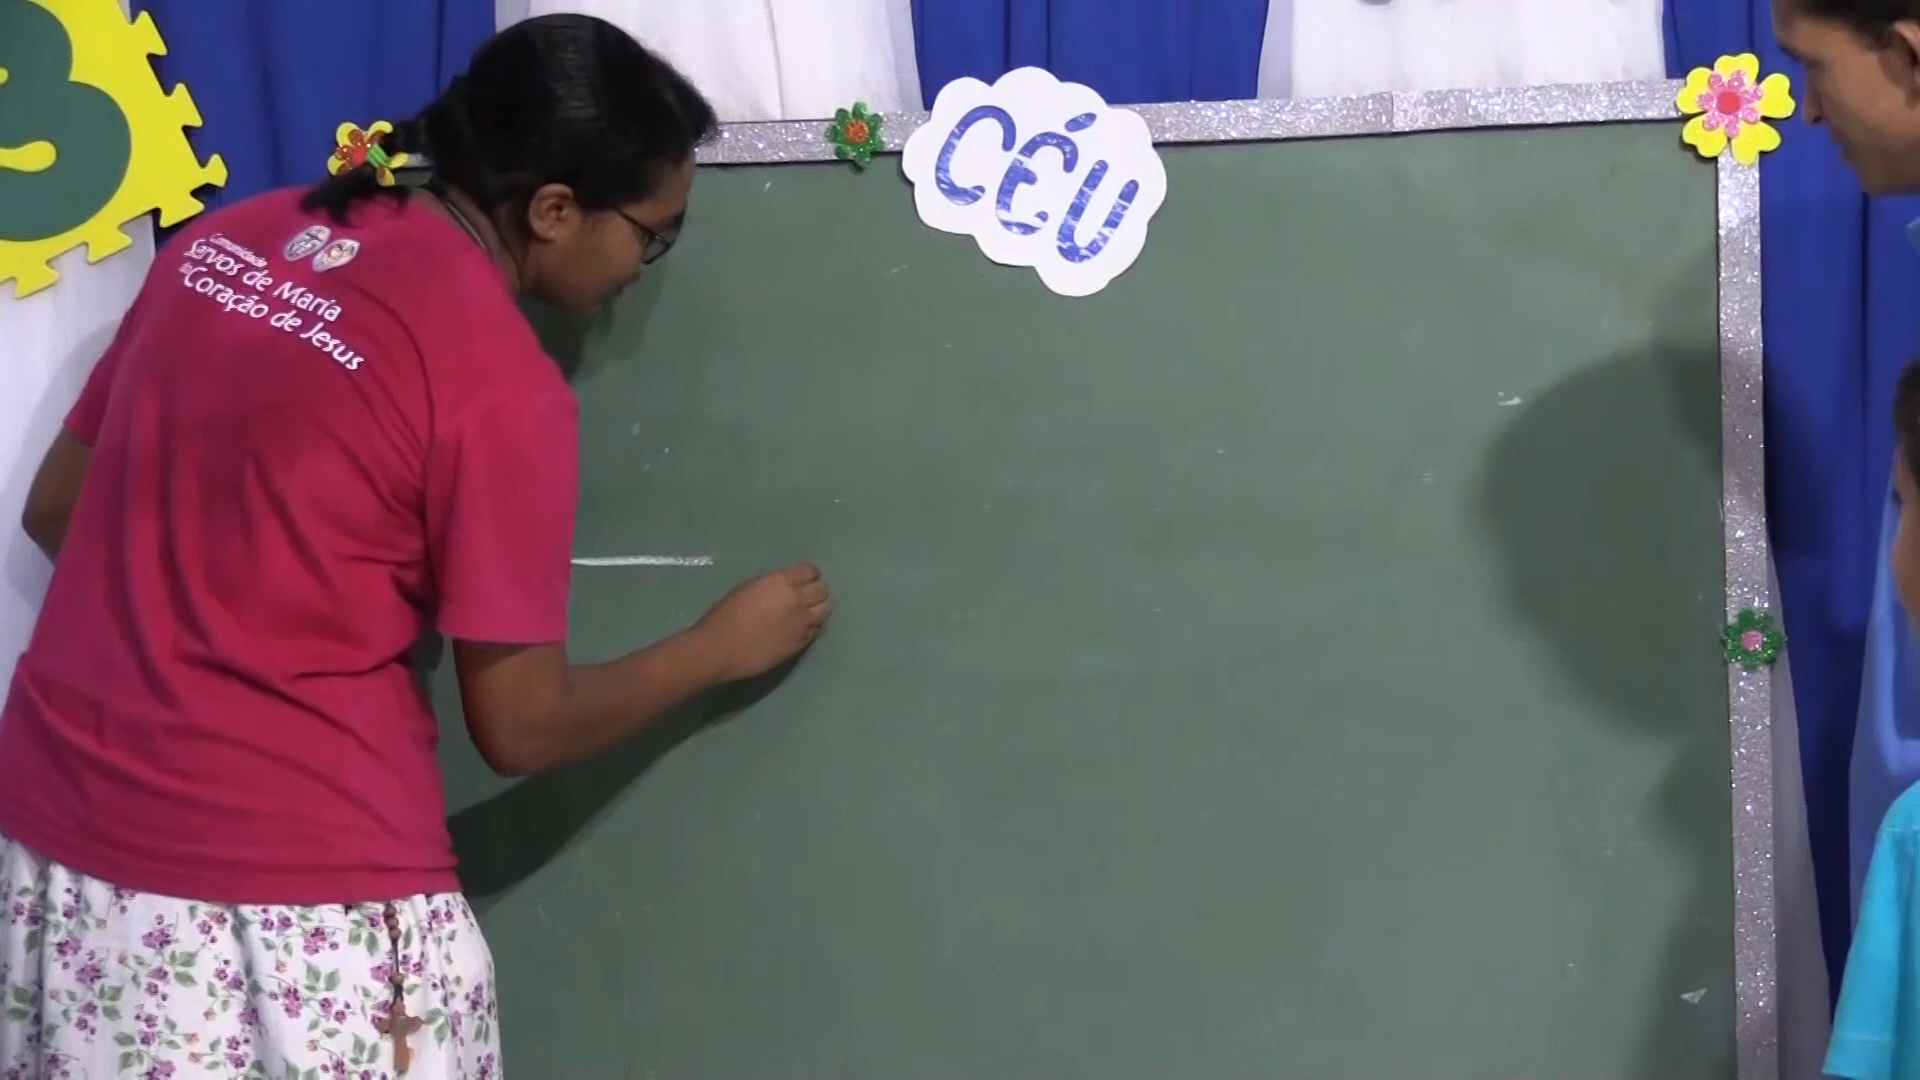 B
CÉU
Comunidade
Servos de Maria
do Coração de Jesus